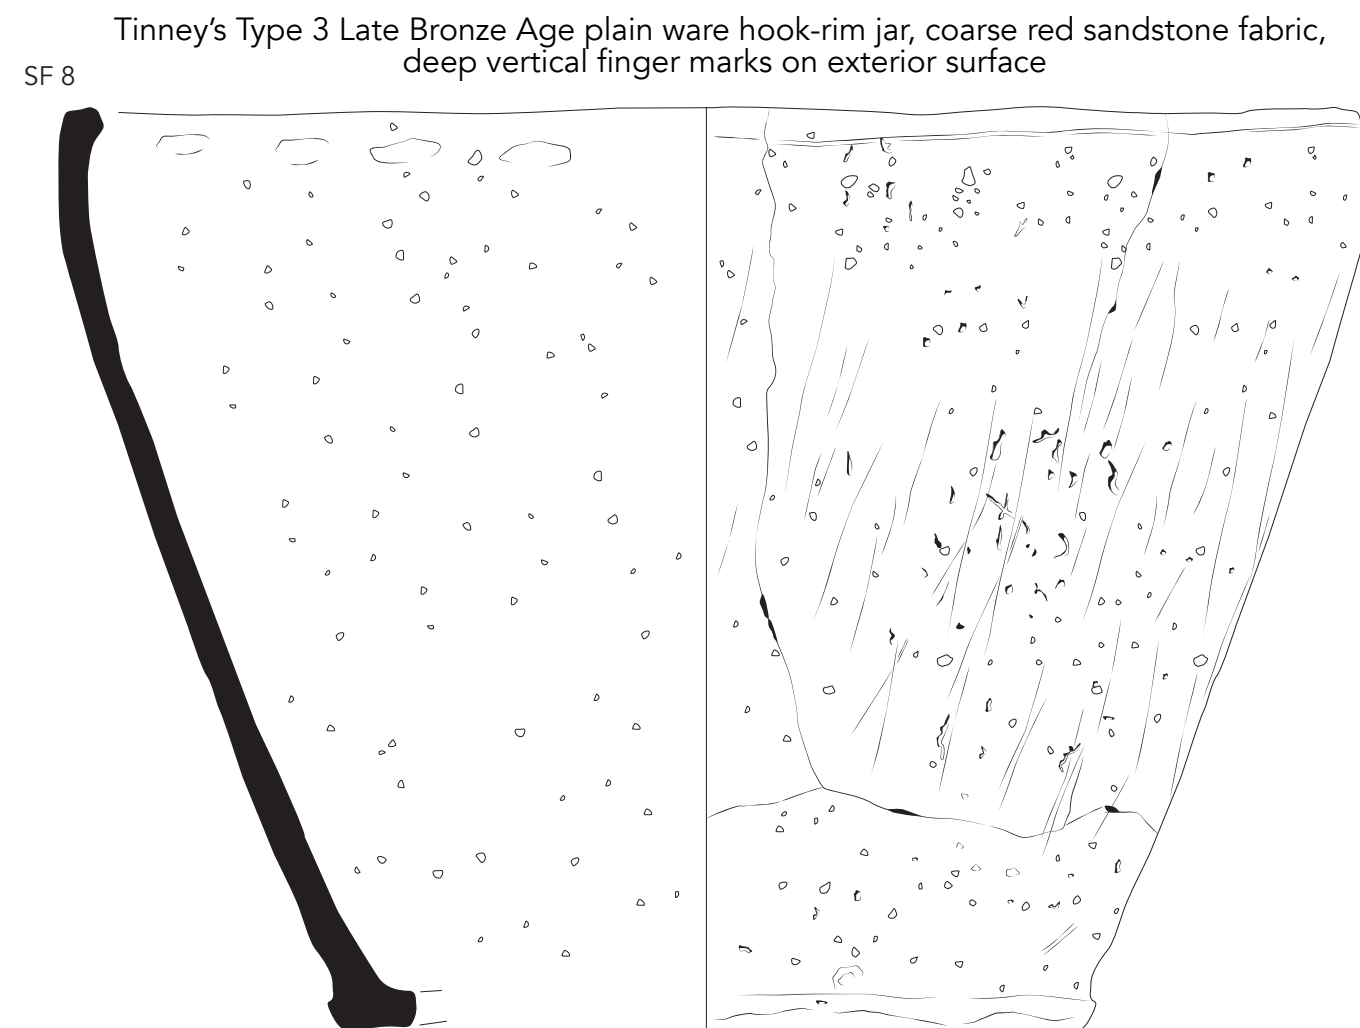 Tinney’s Type 3 Late Bronze Age plain ware hook-rim jar, coarse red sandstone fabric,
deep vertical finger marks on exterior surface
SF 8